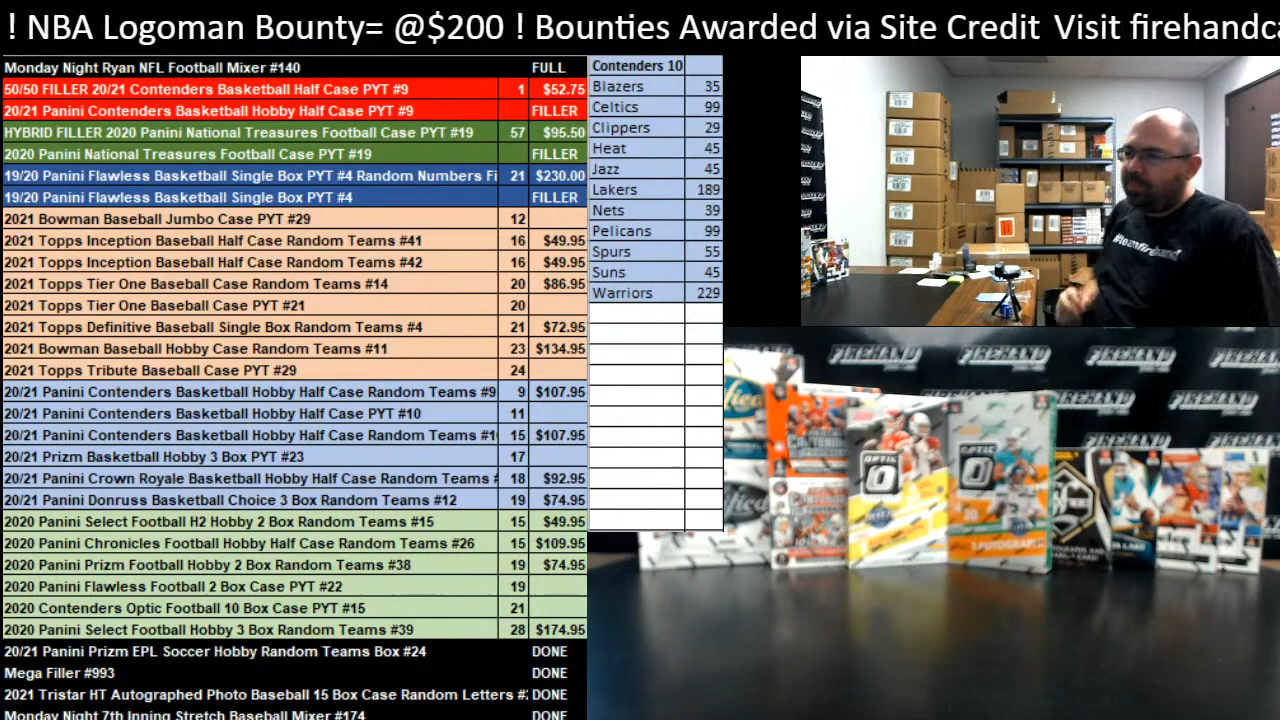 ! NBA Logoman Bounty= @$200 ! Bounties Awarded via Site Credit Visit firehandca
Monday Night Ryan NFL Football Mixer #140 FULL
50/50 FILLER 20/21 Contenders Basketball Half Case PYT #9 1 $52.75
20/21 Panini Contenders Basketball Hobby Half Case PYT #9 FILLER
HYBRID FILLER 2020 Panini National Treasures Football Case PYT #19 57 $95.50
2020 Panini National Treasures Football Case PYT #19 FILLER
19/20 Panini Flawless Basketball Single Box PYT #4 Random Numbers Fi 21 $230.00
19/20 Panini Flawless Basketball Single Box PYT #4 FILLER
2021 Bowman Baseball Jumbo Case PYT #29 12
2021 Topps Inception Baseball Half Case Random Teams #41 16 $49.95
2021 Topps Inception Baseball Half Case Random Teams #42 16 $49.95
2021 Topps Tier One Baseball Case Random Teams #14 20 $86.95
2021 Topps Tier One Baseball Case PYT #21 20
2021 Topps Definitive Baseball Single Box Random Teams #4 21 $72.95
2021 Bowman Baseball Hobby Case Random Teams #11 23 $134.95
2021 Topps Tribute Baseball Case PYT #29 24
20/21 Panini Contenders Basketball Hobby Half Case Random Teams #9 9 $107.95
20/21 Panini Contenders Basketball Hobby Half Case PYT #10 11
20/21 Panini Contenders Basketball Hobby Half Case Random Teams #1 15 $107.95
20/21 Prizm Basketball Hobby 3 Box PYT #23 17
20/21 Panini Crown Royale Basketball Hobby Half Case Random Teams # 18 $92.95
20/21 Panini Donruss Basketball Choice 3 Box Random Teams #12 19 $74.95
2020 Panini Select Football H2 Hobby 2 Box Random Teams #15 15 $49.95
2020 Panini Chronicles Football Hobby Half Case Random Teams #26 15 $109.95
2020 Panini Prizm Football Hobby 2 Box Random Teams #38 19 $74.95
2020 Panini Flawless Football 2 Box Case PYT #22 19
2020 Contenders Optic Football 10 Box Case PYT #15 21
2020 Panini Select Football Hobby 3 Box Random Teams #39 28 $174.95
20/21 Panini Prizm EPL Soccer Hobby Random Teams Box #24 DONE
Mega Filler #993 DONE
2021 Tristar HT Autographed Photo Baseball 15 Box Case Random Letters #: DONE
Monday Night 7th Inning Stretch Baseball Mixer #174 DONE
Contenders 10
Blazers 35
Celtics 99
Clippers 29
Heat 45
Jazz 45
Lakers 189
Nets 39
Pelicans 99
Spurs 55
Suns 45
Warriors 229
#teamfirehand
FIREHAND FIREHAND FIREHAND FIREHAND
OPTIC
OPTIC